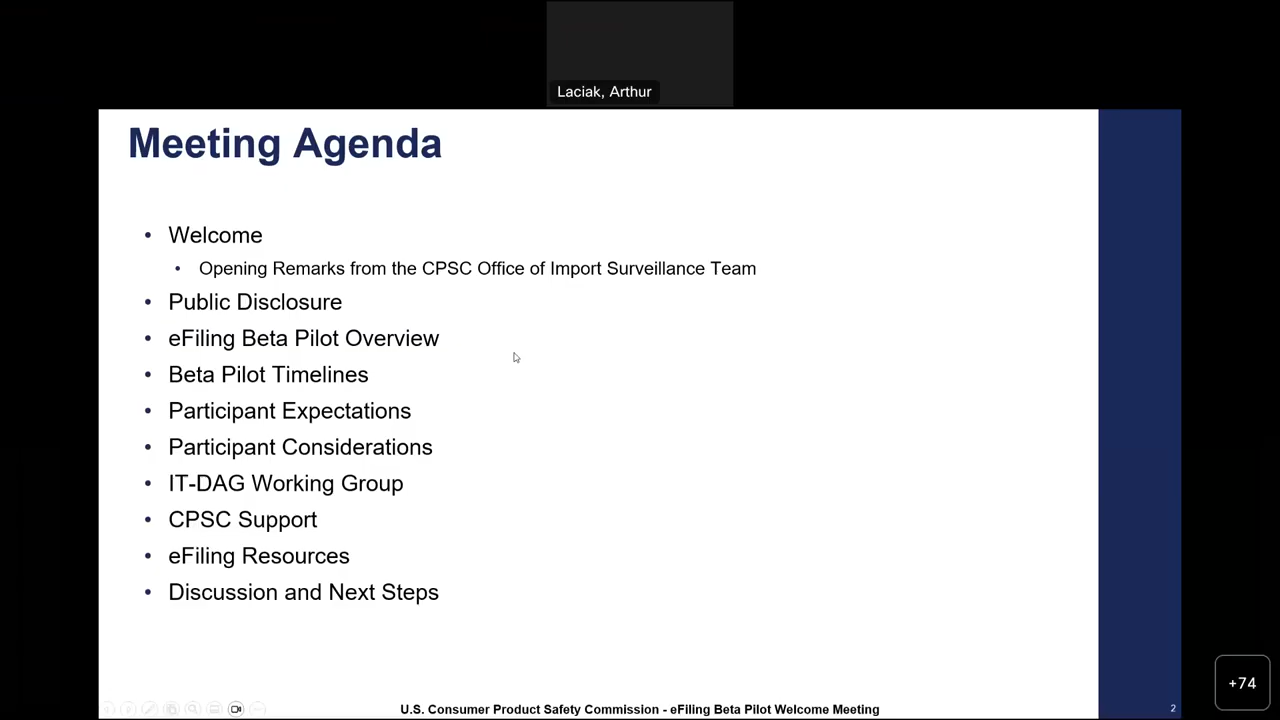 Laciak, Arthur
Meeting Agenda
• Welcome
• Opening Remarks from the CPSC Office of Import Surveillance Team
• Public Disclosure
• eFiling Beta Pilot Overview
• Beta Pilot Timelines
• Participant Expectations
• Participant Considerations
• IT-DAG Working Group
• CPSC Support
• eFiling Resources
• Discussion and Next Steps
+74
U.S. Consumer Product Safety Commission - eFiling Beta Pilot Welcome Meeting
2